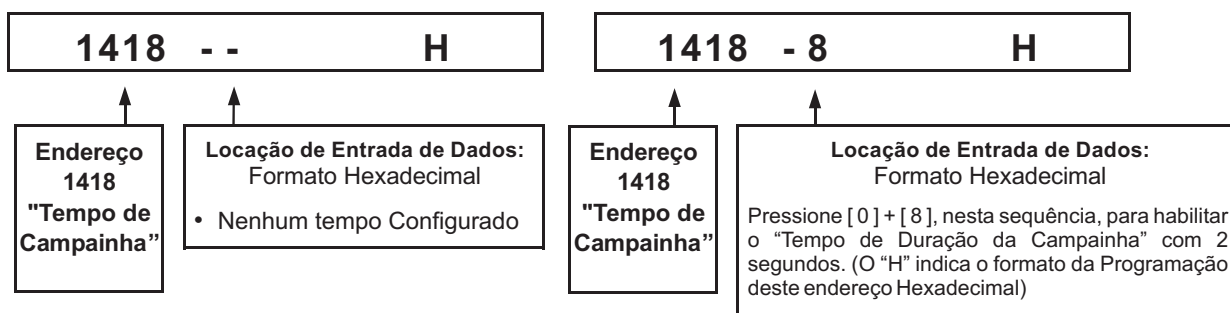 1418 - - H
Endereço
1418
"Tempo de
Campainha”
Locação de Entrada de Dados:
Formato Hexadecimal
• Nenhum tempo Configurado
1418 - 8 H
Endereço
1418
"Tempo de
Campainha”
Locação de Entrada de Dados:
Formato Hexadecimal
Pressione [ 0 ] + [ 8 ], nesta sequência, para habilitar
o “Tempo de Duração da Campainha” com 2
segundos. (O “H” indica o formato da Programação
deste endereço Hexadecimal)